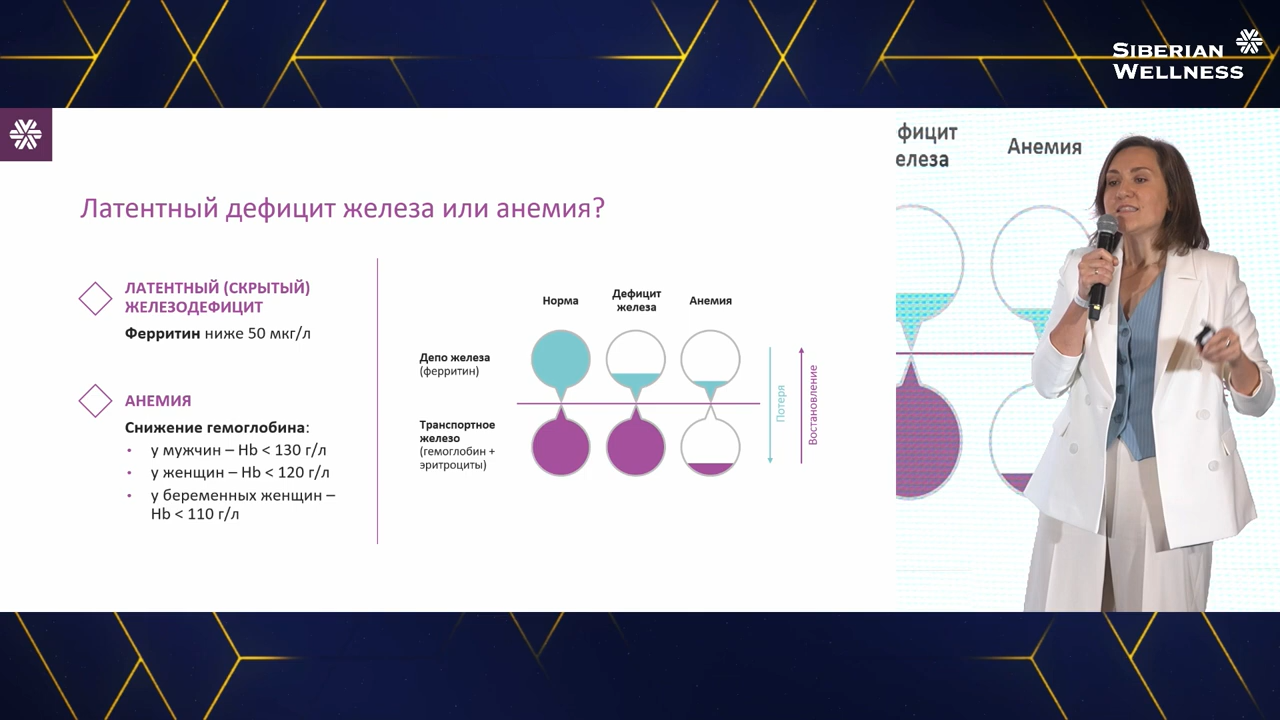 SIBERIAN
WELLNESS
Латентный дефицит железа или анемия?
ЛАТЕНТНЫЙ (СКРЫТЫЙ)
ЖЕЛЕЗОДЕФИЦИТ
Ферритин ниже 50 мкг/л
АНЕМИЯ
Снижение гемоглобина:
• у мужчин – Hb < 130 г/л
• у женщин – Hb < 120 г/л
• у беременных женщин –
Hb < 110 г/л
Норма
Дефицит
железа
Анемия
Депо железа
(ферритин)
Транспортное
железо
(гемоглобин +
эритроциты)
Потеря
Востановление
фицит
елеза
Анемия